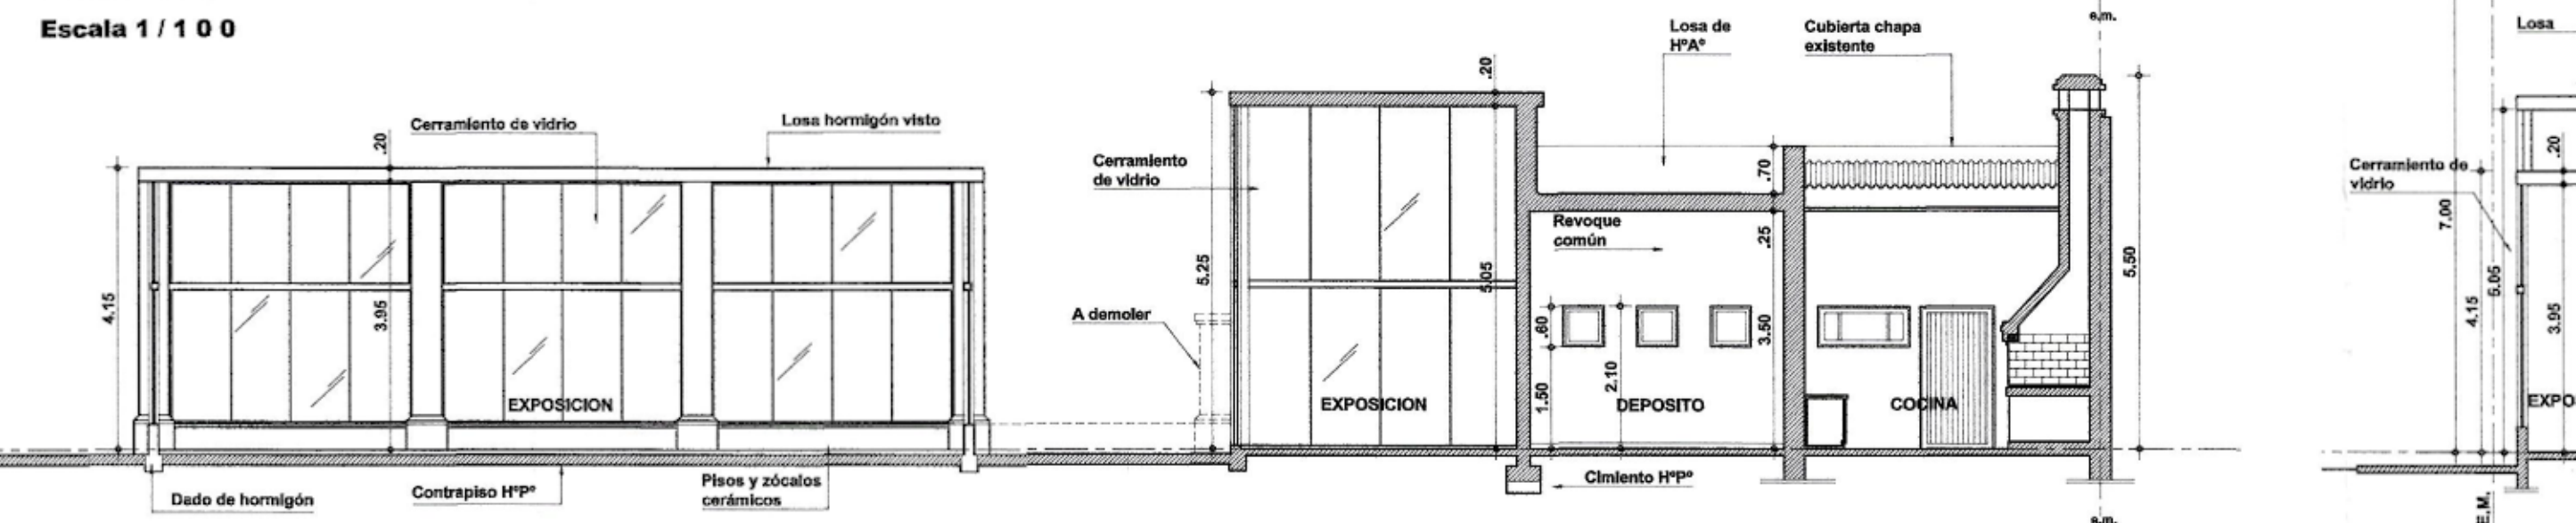 Escala 1 / 1 0 0
Cerramiento de vidrio
Losa hormigón visto
.20
4.15
3.95
EXPOSICION
Dado de hormigón
Contrapiso HºPº
Pisos y zócalos
cerámicos
Cerramiento
de vidrio
A demoler
5.25
.20
5.05
EXPOSICION
Losa de
HºAº
Revoque
común
.70
.25
3.50
.60
1.50
2.10
DEPOSITO
Cimiento HºPº
Cubierta chapa
existente
COCINA
e.m.
5.50
e.m.
Losa
Cerramiento de
vidrio
7.00
4.15
5.05
.20
3.95
EXPO
E.M.